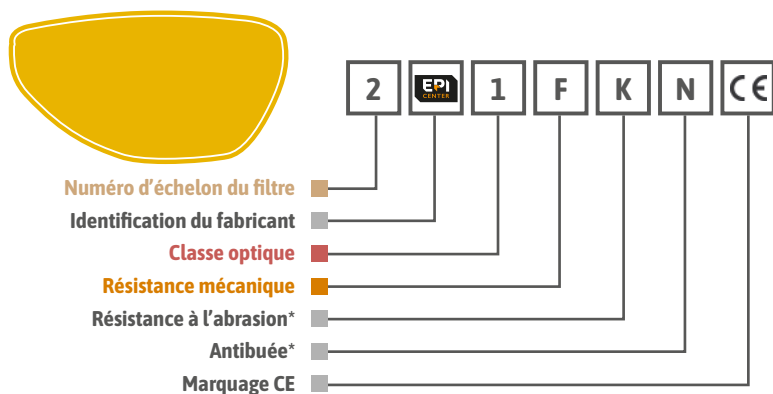 2 EPI CENTER 1 F K N CE
Numéro d'échelon du filtre
Identification du fabricant
Classe optique
Résistance mécanique
Résistance à l'abrasion*
Antibuée*
Marquage CE